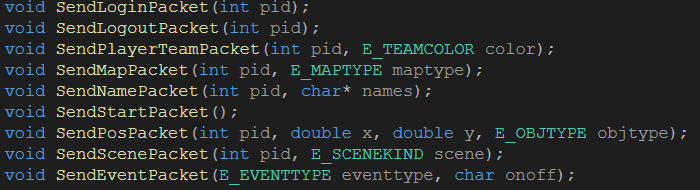 void SendLoginPacket(int pid);
void SendLogoutPacket(int pid);
void SendPlayerTeamPacket(int pid, E_TEAMCOLOR color);
void SendMapPacket(int pid, E_MAPTYPE maptype);
void SendNamePacket(int pid, char* names);
void SendStartPacket();
void SendPosPacket(int pid, double x, double y, E_OBJTYPE objtype);
void SendScenePacket(int pid, E_SCENEKIND scene);
void SendEventPacket(E_EVENTTYPE eventtype, char onoff);